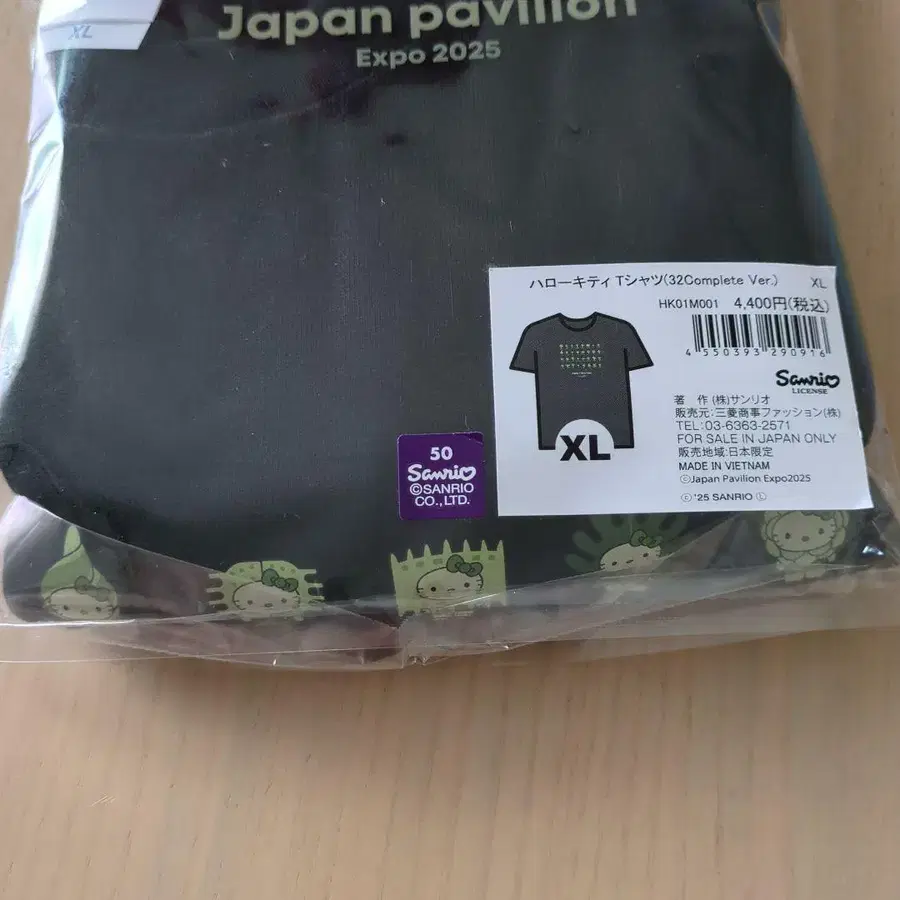 XL
Japan pavilion
Expo 2025
ハローキティ Tシャツ(32Complete Ver.) XL
HK01M001 4,400円(税込)
4 550393 290916
Sanrio
LICENSE
著 作 (株)サンリオ
販売元:三菱商事ファッション(株)
TEL:03-6363-2571
FOR SALE IN JAPAN ONLY
販売地域:日本限定
MADE IN VIETNAM
©Japan Pavilion Expo2025
© '25 SANRIO Ⓛ
XL
50
Sanrio
©SANRIO
CO.,LTD.